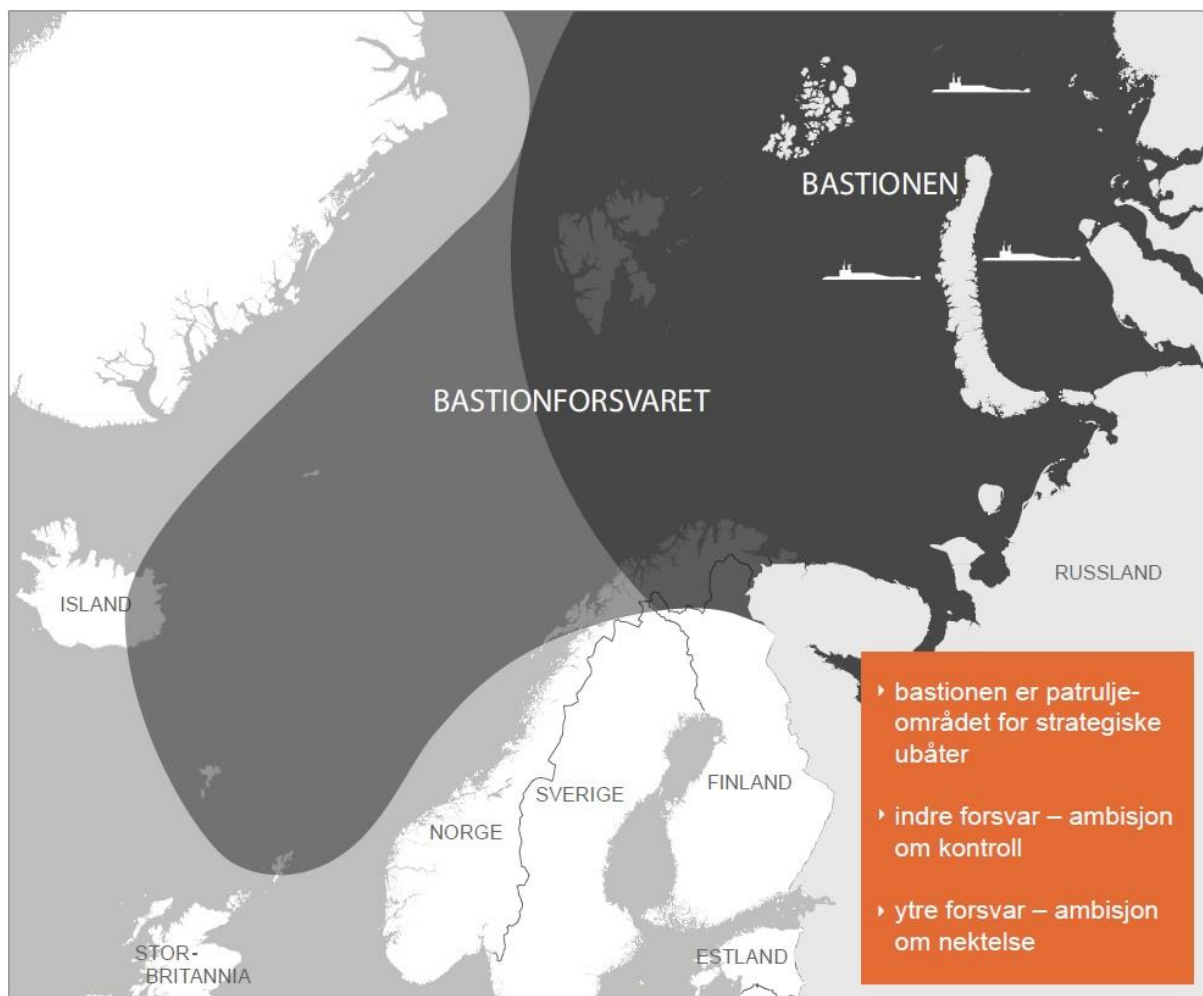 BASTIONEN
BASTIONFORSVARET
ISLAND
RUSSLAND
SVERIGE
FINLAND
NORGE
STOR-
BRITANNIA
ESTLAND
‣ bastionen er patrulje-
området for strategiske
ubåter
‣ indre forsvar – ambisjon
om kontroll
‣ ytre forsvar – ambisjon
om nektelse